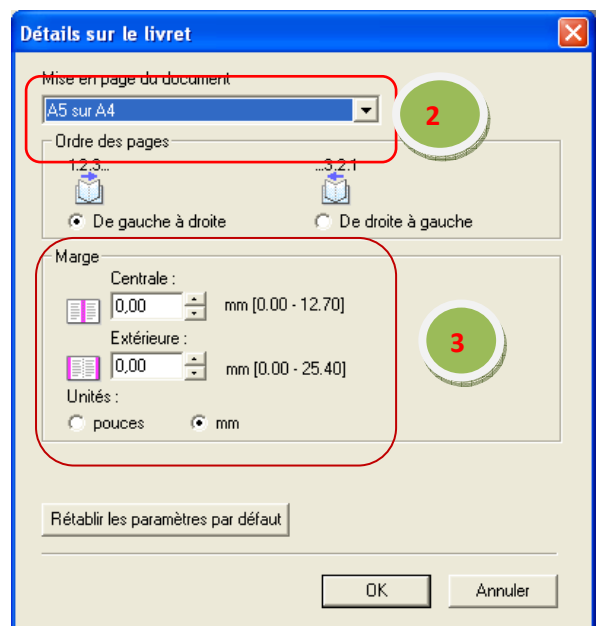 Détails sur le livret
Mise en page du document
A5 sur A4
2
Ordre des pages
1.2.3... ...3.2.1
De gauche à droite De droite à gauche
Marge
Centrale :
0,00 mm [0.00 - 12.70]
Extérieure :
3
0,00 mm [0.00 - 25.40]
Unités :
pouces mm
Rétablir les paramètres par défaut
OK Annuler